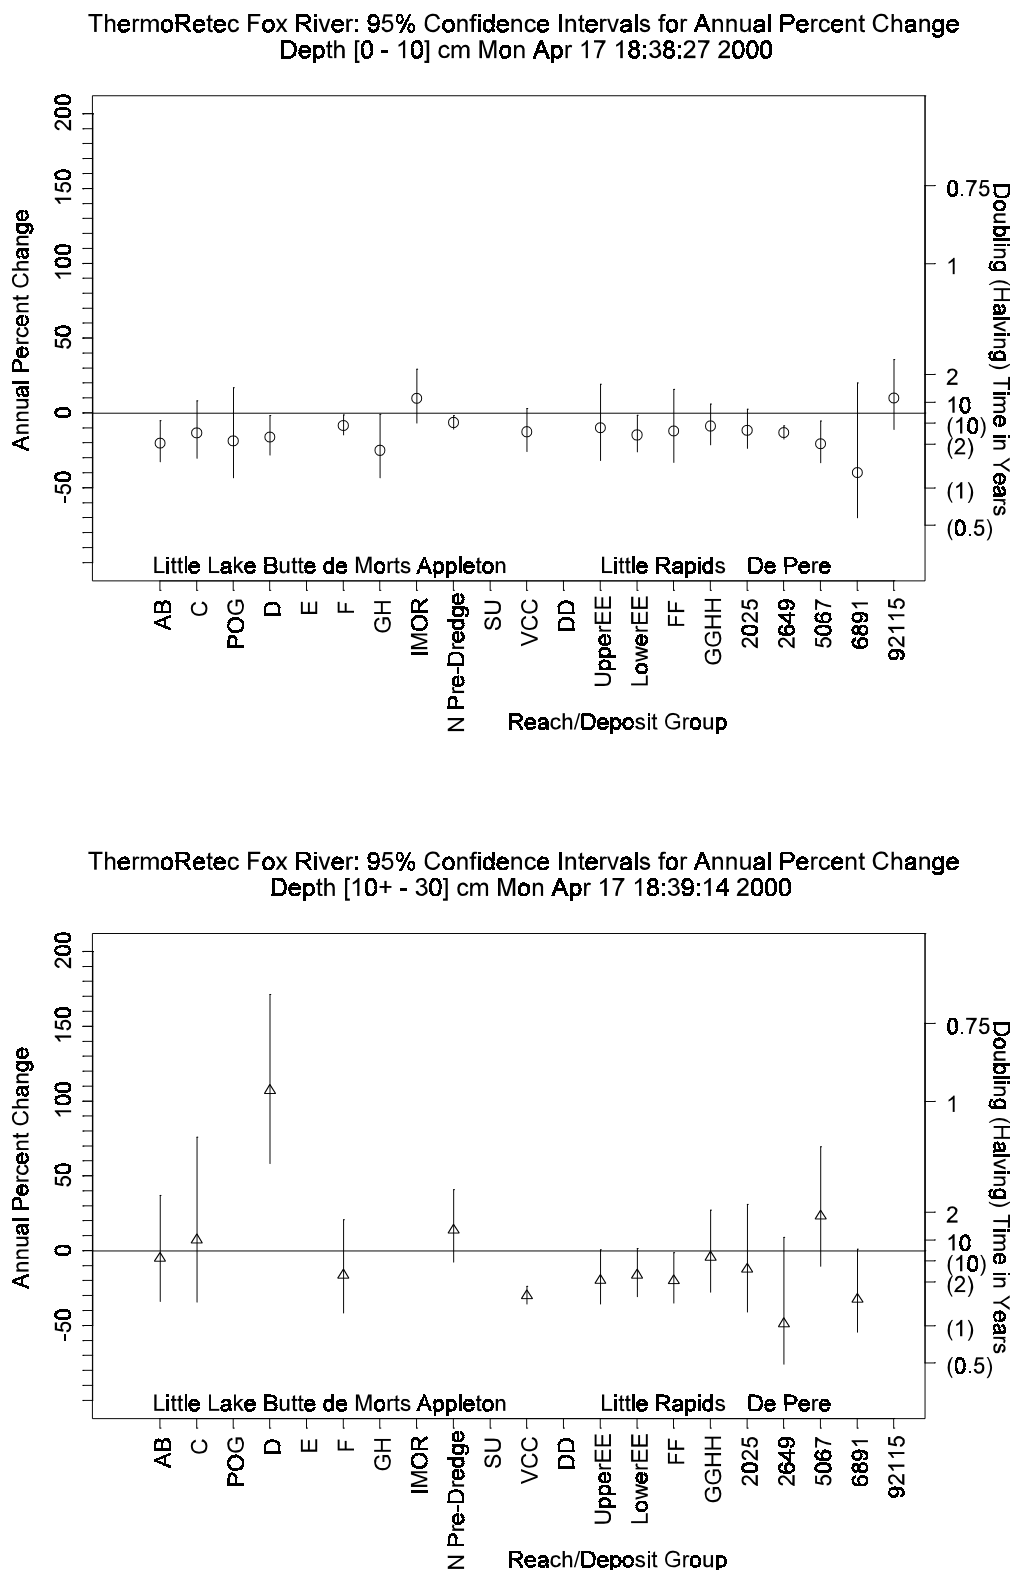 ThermoRetec Fox River: 95% Confidence Intervals for Annual Percent Change
Depth [0 - 10] cm Mon Apr 17 18:38:27 2000
Annual Percent Change
200
150
100
50
0
-50
0.75
1
2
10
(10)
(2)
(1)
(0.5)
Doubling (Halving) Time in Years
Little Lake Butte de Morts Appleton Little Rapids De Pere
AB
C
POG
D
E
F
GH
IMOR
N Pre-Dredge
SU
VCC
DD
UpperEE
LowerEE
FF
GGHH
2025
2649
5067
6891
92115
Reach/Deposit Group
ThermoRetec Fox River: 95% Confidence Intervals for Annual Percent Change
Depth [10+ - 30] cm Mon Apr 17 18:39:14 2000
Annual Percent Change
200
150
100
50
0
-50
0.75
1
2
10
(10)
(2)
(1)
(0.5)
Doubling (Halving) Time in Years
Little Lake Butte de Morts Appleton Little Rapids De Pere
AB
C
POG
D
E
F
GH
IMOR
N Pre-Dredge
SU
VCC
DD
UpperEE
LowerEE
FF
GGHH
2025
2649
5067
6891
92115
Reach/Deposit Group